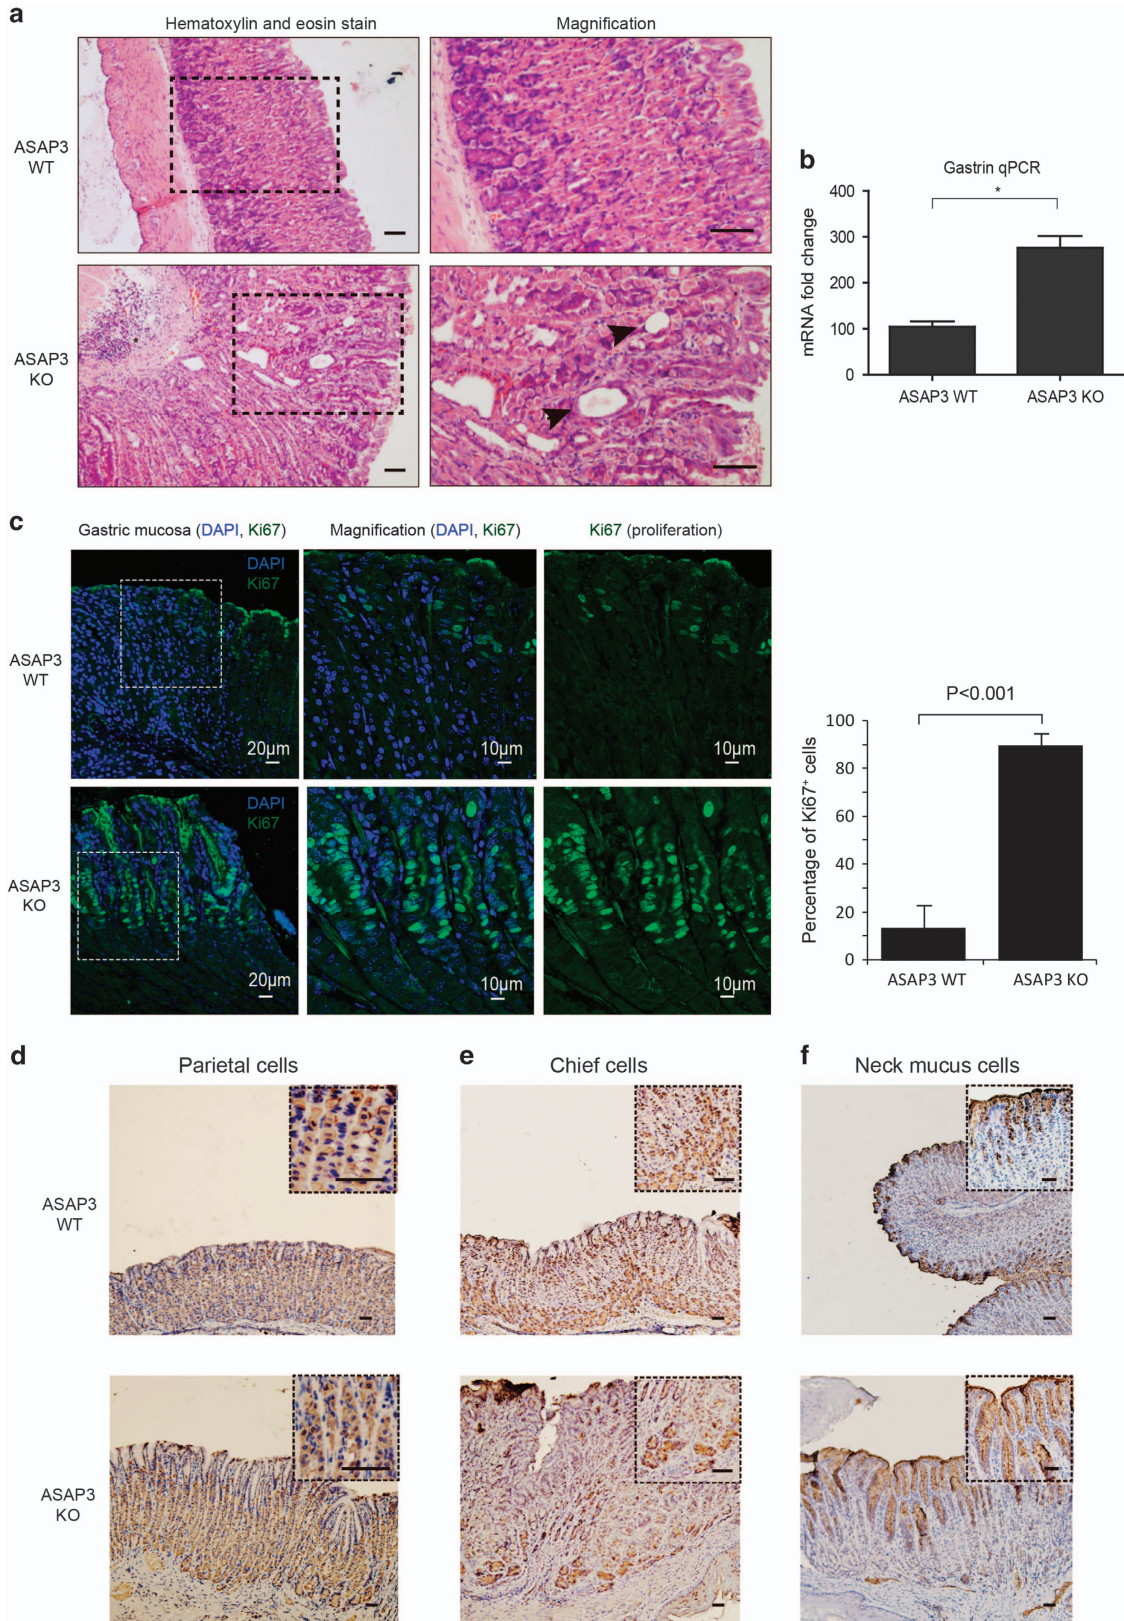 a
Hematoxylin and eosin stain
Magnification
ASAP3
WT
ASAP3
KO
*
b
Gastrin qPCR
*
mRNA fold change
400
300
200
100
0
ASAP3 WT
ASAP3 KO
c
Gastric mucosa (DAPI, Ki67)
Magnification (DAPI, Ki67)
Ki67 (proliferation)
ASAP3
WT
DAPI
Ki67
20µm
10µm
10µm
ASAP3
KO
DAPI
Ki67
20µm
10µm
10µm
P<0.001
Percentage of Ki67⁺ cells
100
80
60
40
20
0
ASAP3 WT
ASAP3 KO
d
Parietal cells
e
Chief cells
f
Neck mucus cells
ASAP3
WT
ASAP3
KO